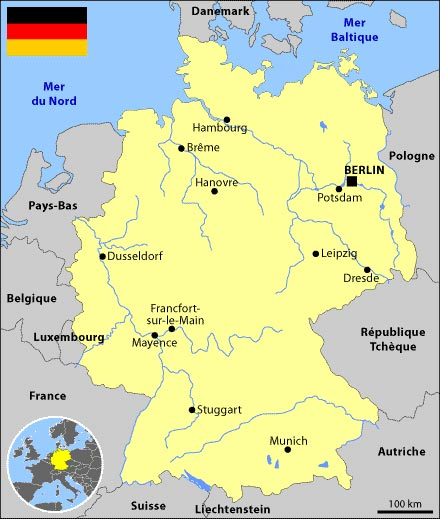 Danemark
Mer
Baltique
Mer
du Nord
Hambourg
Brême
Pologne
BERLIN
Hanovre
Potsdam
Pays-Bas
Leipzig
Dusseldorf
Dresde
Belgique
Francfort-
sur-le-Main
Luxembourg
Mayence
République
Tchèque
France
Stuggart
Munich
Autriche
Suisse
Liechtenstein
100 km